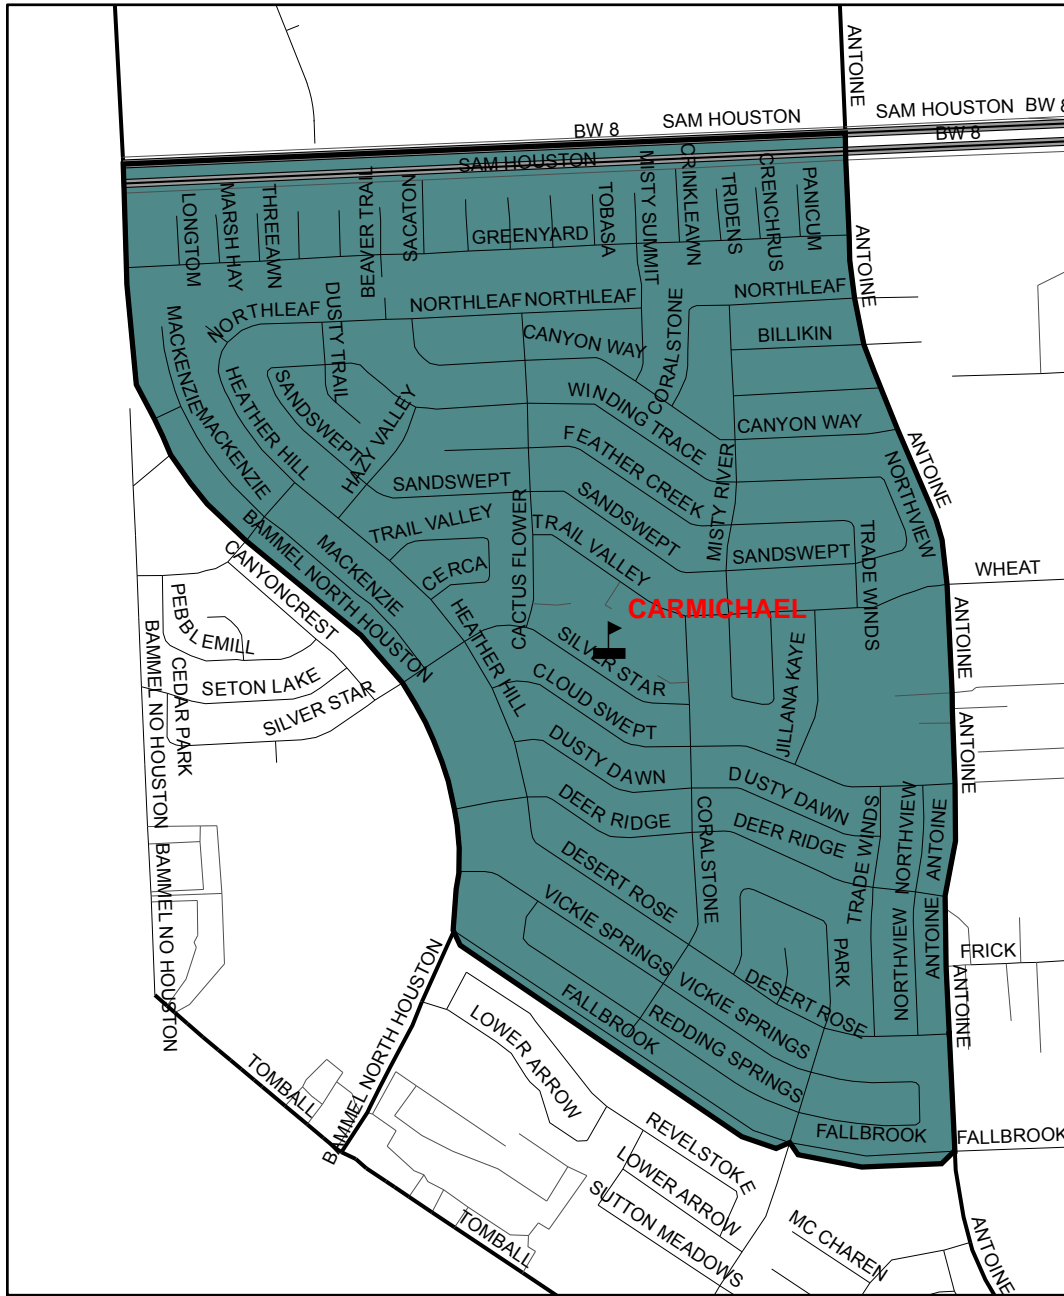 ANTOINE
SAM HOUSTON
BW 8
SAM HOUSTON
BW 8
BW 8
SAM HOUSTON
LONGTOM
MARSH HAY
THREEAWN
BEAVER TRAIL
SACATON
GREENYARD
TOBASA
MISTY SUMMIT
CRINKLEAWN
TRIDENS
CRENCHRUS
PANICUM
ANTOINE
NORTHLEAF
DUSTY TRAIL
NORTHLEAF
NORTHLEAF
NORTHLEAF
CORALSTONE
BILLIKIN
MACKENZIE
MACKENZIE
HEATHER HILL
SANDSWEPT
HAZY VALLEY
CANYON WAY
WINDING TRACE
CANYON WAY
FEATHER CREEK
MISTY RIVER
ANTOINE
NORTHVIEW
SANDSWEPT
SANDSWEPT
TRAIL VALLEY
CACTUS FLOWER
TRAIL VALLEY
SANDSWEPT
TRADE WINDS
WHEAT
BAMMEL NORTH HOUSTON
MACKENZIE
CERCA
CANYONCREST
HEATHER HILL
CARMICHAEL
ANTOINE
PEBBLEMILL
BAMMEL NO HOUSTON
CEDAR PARK
SETON LAKE
SILVER STAR
SILVER STAR
CLOUD SWEPT
JILLANA KAYE
ANTOINE
DUSTY DAWN
DUSTY DAWN
DEER RIDGE
DEER RIDGE
CORALSTONE
TRADE WINDS
NORTHVIEW
ANTOINE
BAMMEL NO HOUSTON
DESERT ROSE
VICKIE SPRINGS
PARK
NORTHVIEW
ANTOINE
FRICK
ANTOINE
DESERT ROSE
VICKIE SPRINGS
REDDING SPRINGS
FALLBROOK
BAMMEL NORTH HOUSTON
LOWER ARROW
TOMBALL
FALLBROOK
FALLBROOK
REVELSTOKE
LOWER ARROW
SUTTON MEADOWS
TOMBALL
MC CHAREN
ANTOINE